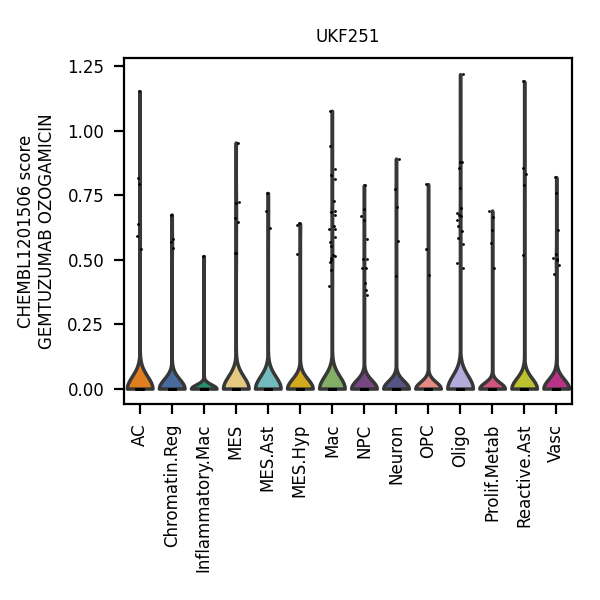 UKF251
CHEMBL1201506 score
GEMTUZUMAB OZOGAMICIN
1.25
1.00
0.75
0.50
0.25
0.00
AC
Chromatin.Reg
Inflammatory.Mac
MES
MES.Ast
MES.Hyp
Mac
NPC
Neuron
OPC
Oligo
Prolif.Metab
Reactive.Ast
Vasc